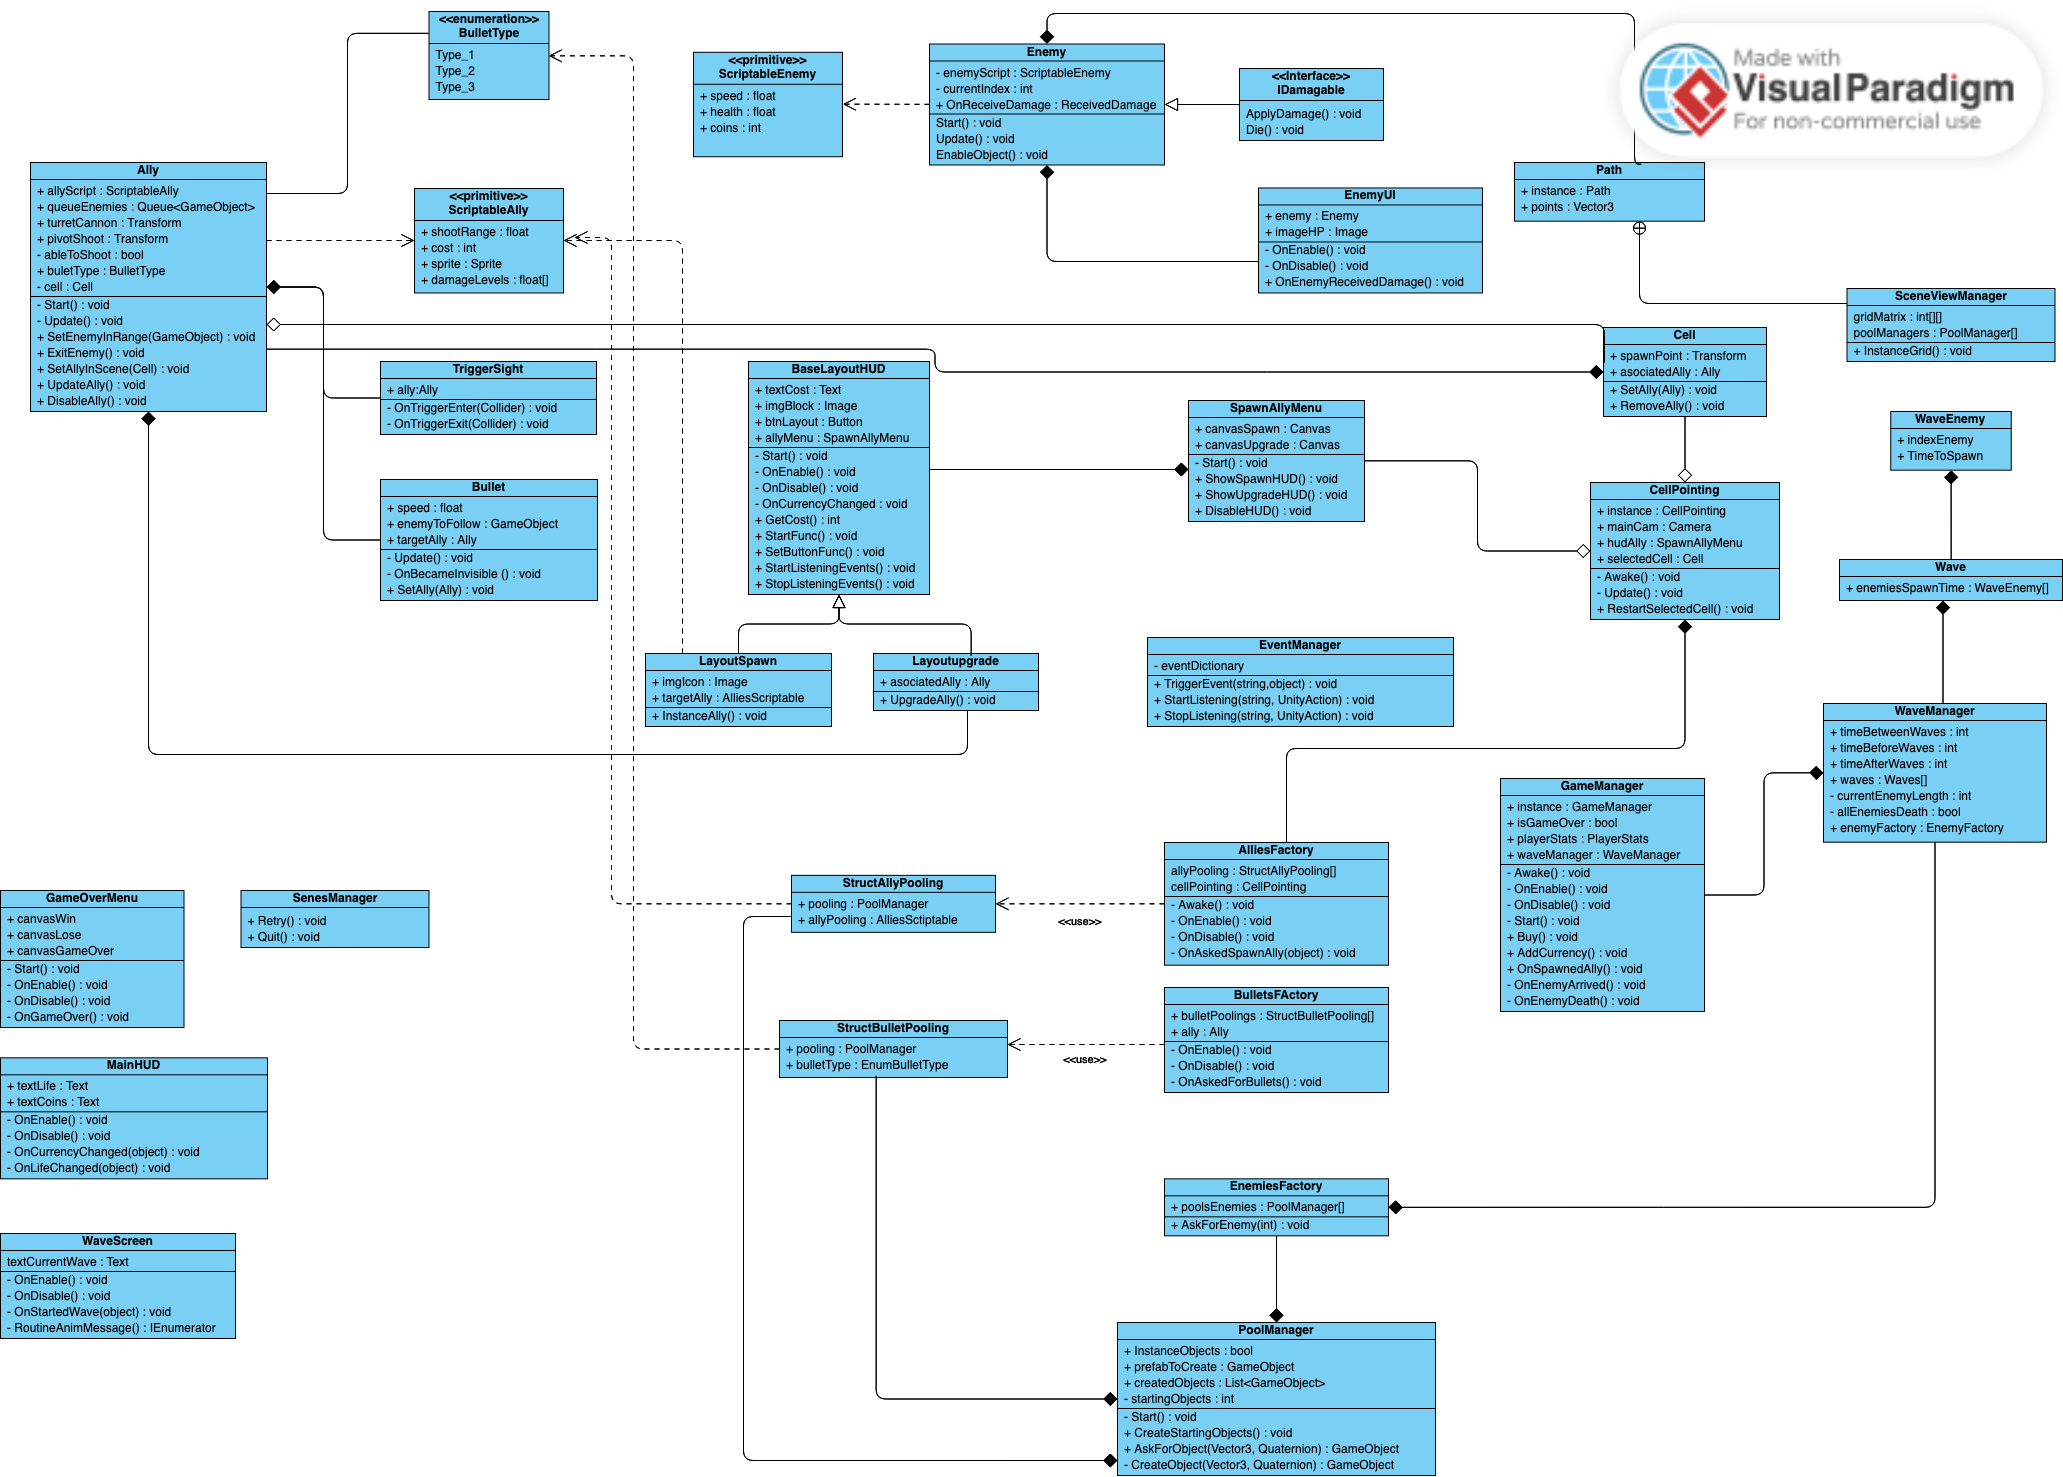 <<enumeration>>
BulletType
Type_1
Type_2
Type_3
<<primitive>>
ScriptableEnemy
+ speed : float
+ health : float
+ coins : int
Enemy
- enemyScript : ScriptableEnemy
- currentIndex : int
+ OnReceiveDamage : ReceivedDamage
Start() : void
Update() : void
EnableObject() : void
<<Interface>>
IDamagable
ApplyDamage() : void
Die() : void
Made with
Visual Paradigm
For non-commercial use
Ally
+ allyScript : ScriptableAlly
+ queueEnemies : Queue<GameObject>
+ turretCannon : Transform
+ pivotShoot : Transform
- ableToShoot : bool
+ buletType : BulletType
- cell : Cell
- Start() : void
- Update() : void
+ SetEnemyInRange(GameObject) : void
+ ExitEnemy() : void
+ SetAllyInScene(Cell) : void
+ UpdateAlly() : void
+ DisableAlly() : void
<<primitive>>
ScriptableAlly
+ shootRange : float
+ cost : int
+ sprite : Sprite
+ damageLevels : float[]
EnemyUI
+ enemy : Enemy
+ imageHP : Image
- OnEnable() : void
- OnDisable() : void
+ OnEnemyReceivedDamage() : void
Path
+ instance : Path
+ points : Vector3
SceneViewManager
gridMatrix : int[][]
poolManagers : PoolManager[]
+ InstanceGrid() : void
TriggerSight
+ ally:Ally
- OnTriggerEnter(Collider) : void
- OnTriggerExit(Collider) : void
BaseLayoutHUD
+ textCost : Text
+ imgBlock : Image
+ btnLayout : Button
+ allyMenu : SpawnAllyMenu
- Start() : void
- OnEnable() : void
- OnDisable() : void
- OnCurrencyChanged : void
+ GetCost() : int
+ StartFunc() : void
+ SetButtonFunc() : void
+ StartListeningEvents() : void
+ StopListeningEvents() : void
Cell
+ spawnPoint : Transform
+ asociatedAlly : Ally
+ SetAlly(Ally) : void
+ RemoveAlly() : void
SpawnAllyMenu
+ canvasSpawn : Canvas
+ canvasUpgrade : Canvas
- Start() : void
+ ShowSpawnHUD() : void
+ ShowUpgradeHUD() : void
+ DisableHUD() : void
WaveEnemy
+ indexEnemy
+ TimeToSpawn
Bullet
+ speed : float
+ enemyToFollow : GameObject
+ targetAlly : Ally
- Update() : void
- OnBecameInvisible () : void
+ SetAlly(Ally) : void
CellPointing
+ instance : CellPointing
+ mainCam : Camera
+ hudAlly : SpawnAllyMenu
+ selectedCell : Cell
- Awake() : void
- Update() : void
+ RestartSelectedCell() : void
Wave
+ enemiesSpawnTime : WaveEnemy[]
LayoutSpawn
+ imgIcon : Image
+ targetAlly : AlliesScriptable
+ InstanceAlly() : void
Layoutupgrade
+ asociatedAlly : Ally
+ UpgradeAlly() : void
EventManager
- eventDictionary
+ TriggerEvent(string,object) : void
+ StartListening(string, UnityAction) : void
+ StopListening(string, UnityAction) : void
WaveManager
+ timeBetweenWaves : int
+ timeBeforeWaves : int
+ timeAfterWaves : int
+ waves : Waves[]
- currentEnemyLength : int
- allEnemiesDeath : bool
+ enemyFactory : EnemyFactory
GameManager
+ instance : GameManager
+ isGameOver : bool
+ playerStats : PlayerStats
+ waveManager : WaveManager
- Awake() : void
- OnEnable() : void
- OnDisable() : void
- Start() : void
+ Buy() : void
+ AddCurrency() : void
+ OnSpawnedAlly() : void
- OnEnemyArrived() : void
- OnEnemyDeath() : void
AlliesFactory
allyPooling : StructAllyPooling[]
cellPointing : CellPointing
- Awake() : void
- OnEnable() : void
- OnDisable() : void
- OnAskedSpawnAlly(object) : void
StructAllyPooling
+ pooling : PoolManager
+ allyPooling : AlliesSctiptable
<<use>>
GameOverMenu
+ canvasWin
+ canvasLose
+ canvasGameOver
- Start() : void
- OnEnable() : void
- OnDisable() : void
- OnGameOver() : void
SenesManager
+ Retry() : void
+ Quit() : void
BulletsFActory
+ bulletPoolings : StructBulletPooling[]
+ ally : Ally
- OnEnable() : void
- OnDisable() : void
- OnAskedForBullets() : void
StructBulletPooling
+ pooling : PoolManager
+ bulletType : EnumBulletType
<<use>>
MainHUD
+ textLife : Text
+ textCoins : Text
- OnEnable() : void
- OnDisable() : void
- OnCurrencyChanged(object) : void
- OnLifeChanged(object) : void
EnemiesFactory
+ poolsEnemies : PoolManager[]
+ AskForEnemy(int) : void
WaveScreen
textCurrentWave : Text
- OnEnable() : void
- OnDisable() : void
- OnStartedWave(object) : void
- RoutineAnimMessage() : IEnumerator
PoolManager
+ InstanceObjects : bool
+ prefabToCreate : GameObject
+ createdObjects : List<GameObject>
- startingObjects : int
- Start() : void
+ CreateStartingObjects() : void
+ AskForObject(Vector3, Quaternion) : GameObject
- CreateObject(Vector3, Quaternion) : GameObject